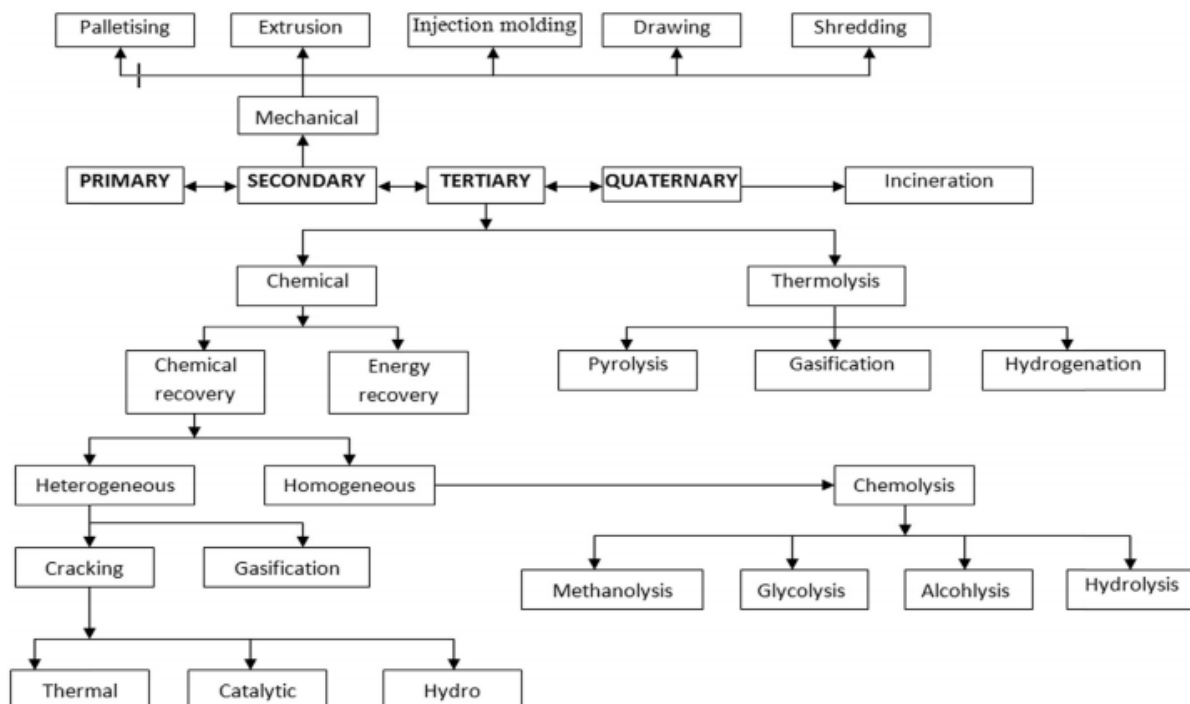 Palletising
Extrusion
Injection molding
Drawing
Shredding
Mechanical
PRIMARY
SECONDARY
TERTIARY
QUATERNARY
Incineration
Chemical
Thermolysis
Chemical
recovery
Energy
recovery
Pyrolysis
Gasification
Hydrogenation
Heterogeneous
Homogeneous
Chemolysis
Cracking
Gasification
Methanolysis
Glycolysis
Alcohlysis
Hydrolysis
Thermal
Catalytic
Hydro